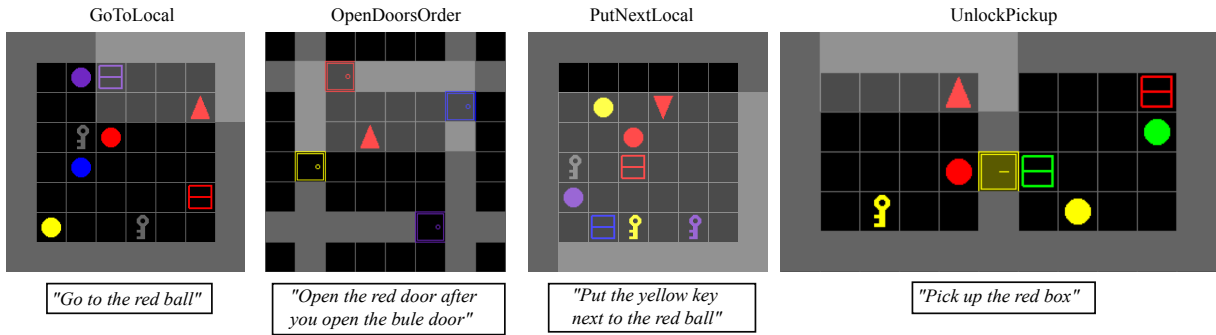 GoToLocal
OpenDoorsOrder
PutNextLocal
UnlockPickup
"Go to the red ball"
"Open the red door after
you open the bule door"
"Put the yellow key
next to the red ball"
"Pick up the red box"